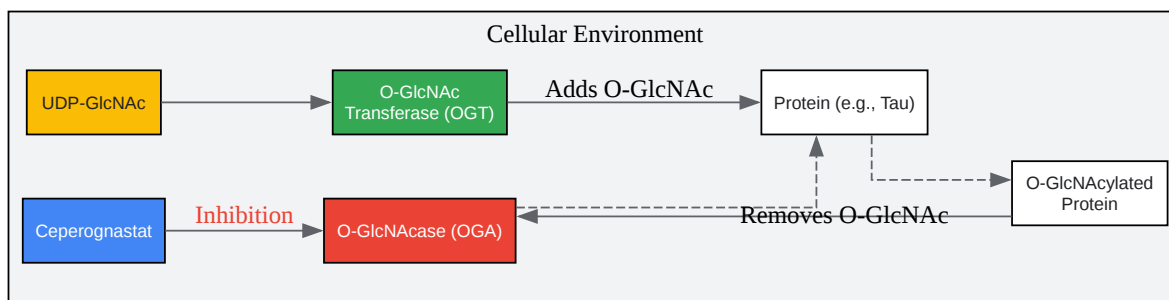 Cellular Environment
UDP-GlcNAc
O-GlcNAc
Transferase (OGT)
Adds O-GlcNAc
Protein (e.g., Tau)
O-GlcNAcylated
Protein
Ceperognastat
Inhibition
O-GlcNAcase (OGA)
Removes O-GlcNAc